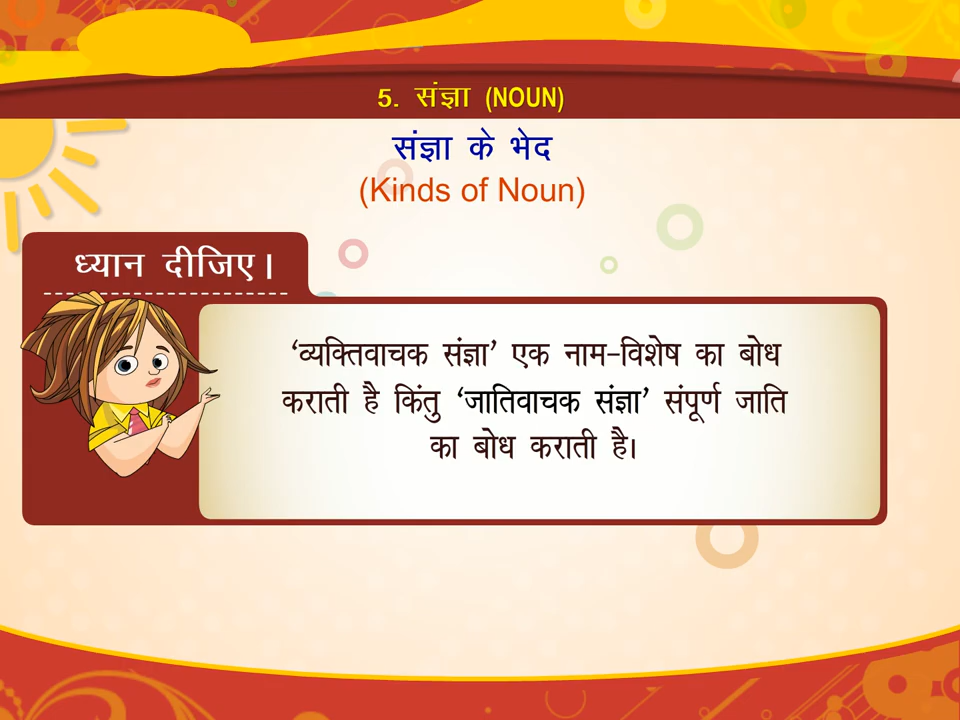 5. संज्ञा (NOUN)
संज्ञा के भेद
(Kinds of Noun)
ध्यान दीजिए।
‘व्यक्तिवाचक संज्ञा’ एक नाम-विशेष का बोध
कराती है किंतु ‘जातिवाचक संज्ञा’ संपूर्ण जाति
का बोध कराती है।